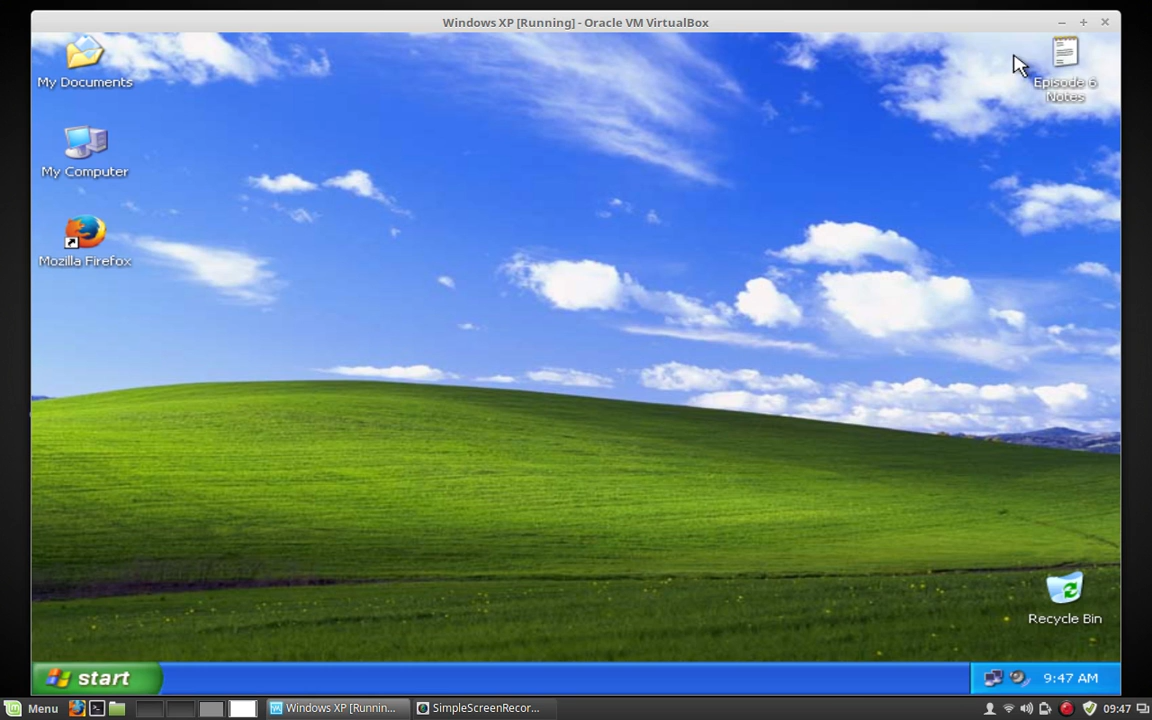 Windows XP [Running] - Oracle VM VirtualBox
My Documents
Episode 6
Notes
My Computer
Mozilla Firefox
Recycle Bin
start
9:47 AM
Menu
Windows XP [Runnin...
SimpleScreenRecor...
09:47